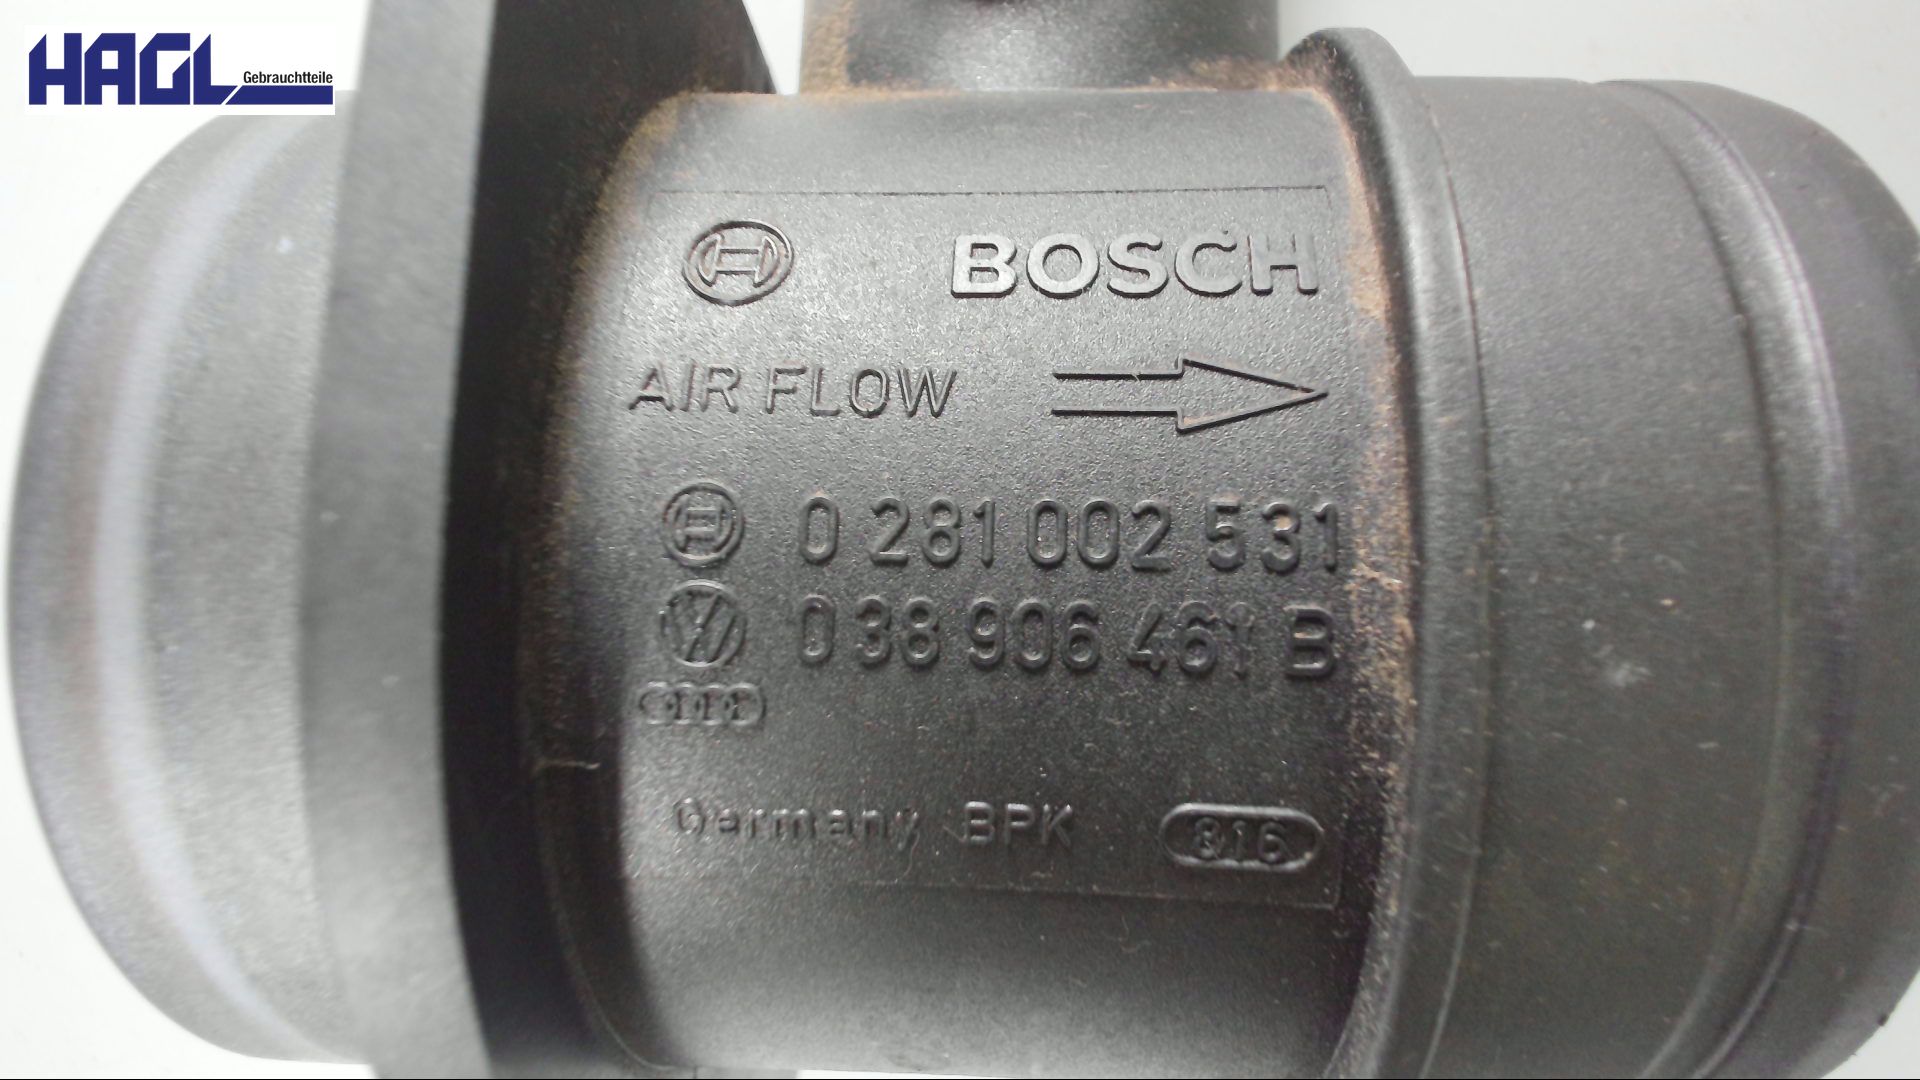 HAGL Gebrauchtteile
BOSCH
AIR FLOW
0 281 002 531
038 906 461 B
Germany BPK 816